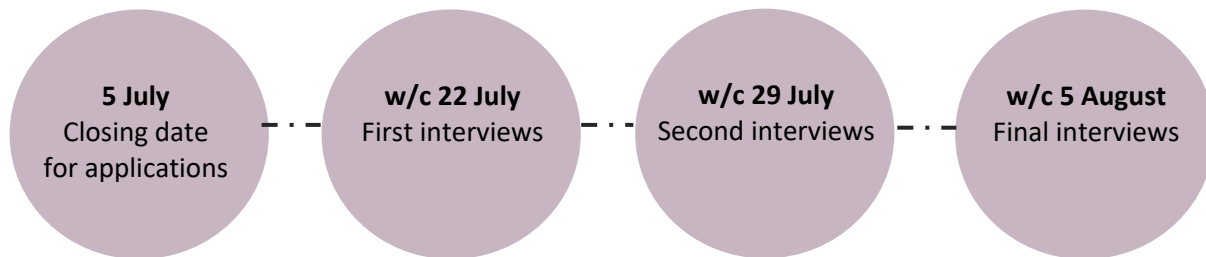 5 July
Closing date
for applications
w/c 22 July
First interviews
w/c 29 July
Second interviews
w/c 5 August
Final interviews